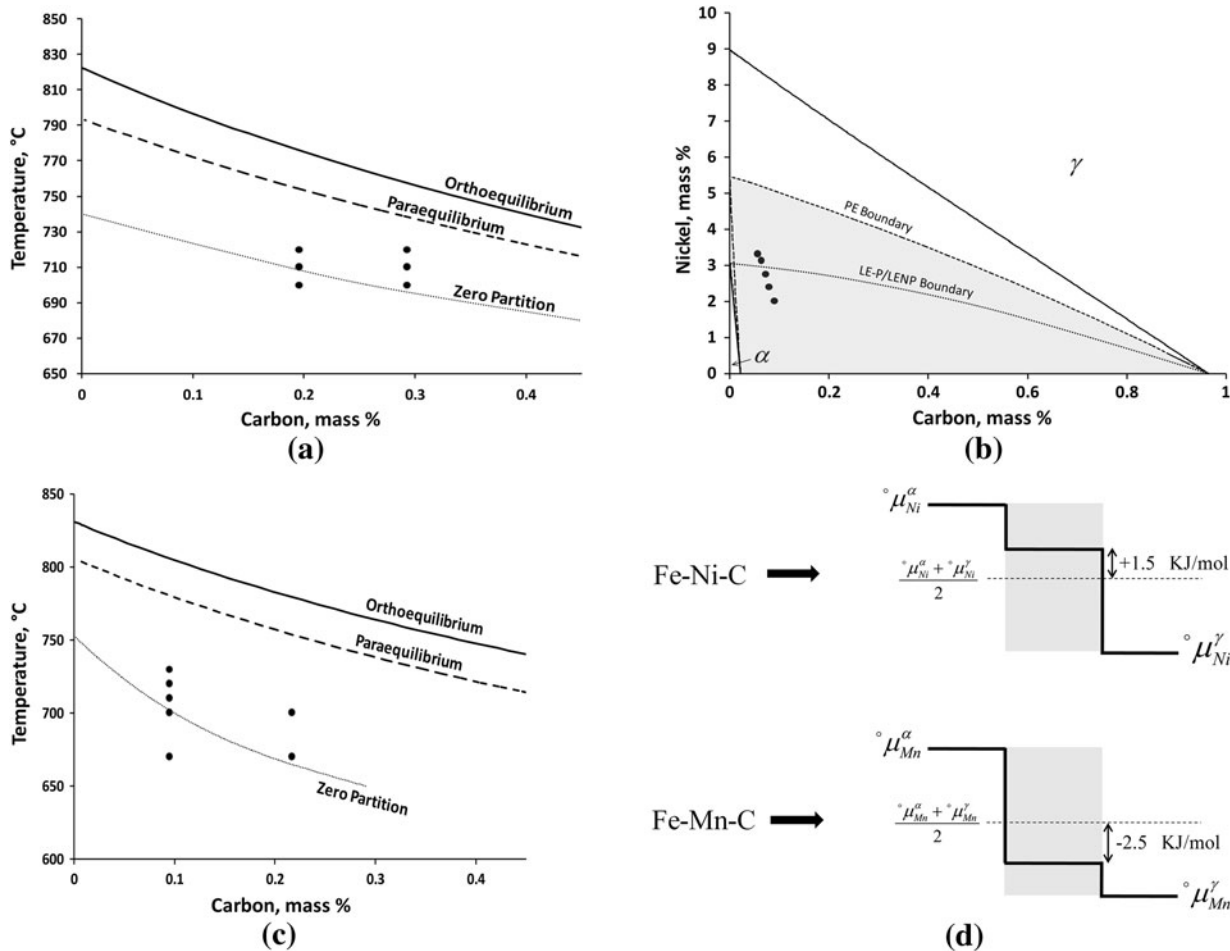 850
830
810
790
770
750
730
710
690
670
650
Temperature, °C
Orthoequilibrium
Paraequilibrium
Zero Partition
0
0.1
0.2
0.3
0.4
Carbon, mass %
(a)
10
9
8
7
6
5
4
3
2
1
0
Nickel, mass %
γ
PE Boundary
LE-P/LENP Boundary
α
0
0.2
0.4
0.6
0.8
1
Carbon, mass %
(b)
850
800
750
700
650
600
Temperature, °C
Orthoequilibrium
Paraequilibrium
Zero Partition
0
0.1
0.2
0.3
0.4
Carbon, mass %
(c)
°μ^α_Ni
Fe-Ni-C
(°μ^α_Ni + °μ^γ_Ni)/2
+1.5 KJ/mol
°μ^γ_Ni
°μ^α_Mn
Fe-Mn-C
(°μ^α_Mn + °μ^γ_Mn)/2
-2.5 KJ/mol
°μ^γ_Mn
(d)